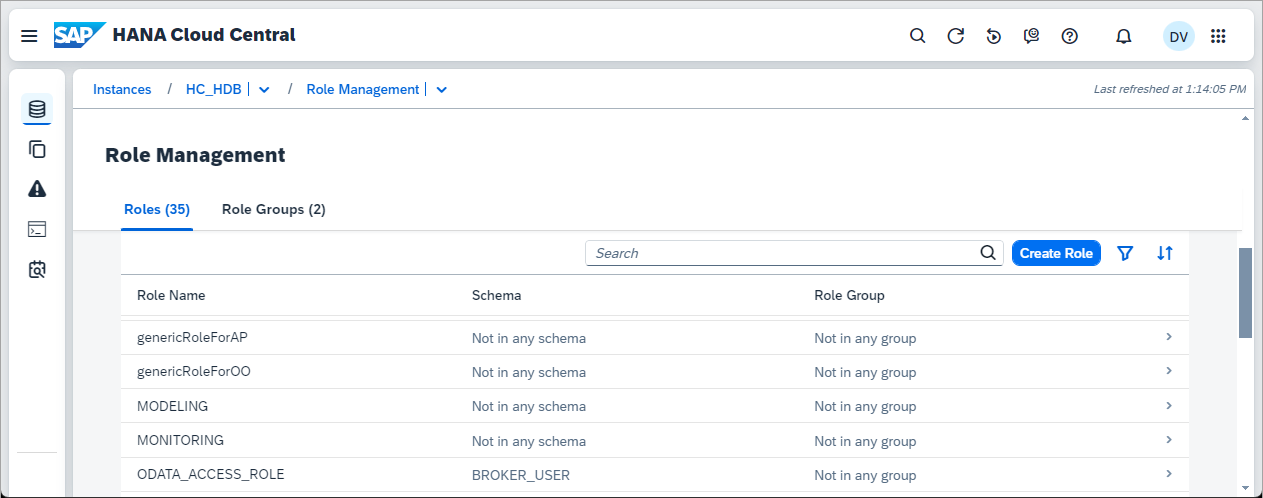 SAP HANA Cloud Central DV
Instances / HC_HDB | / Role Management | Last refreshed at 1:14:05 PM
Role Management
Roles (35) Role Groups (2)
Search Create Role
Role Name Schema Role Group
genericRoleForAP Not in any schema Not in any group
genericRoleForOO Not in any schema Not in any group
MODELING Not in any schema Not in any group
MONITORING Not in any schema Not in any group
ODATA_ACCESS_ROLE BROKER_USER Not in any group